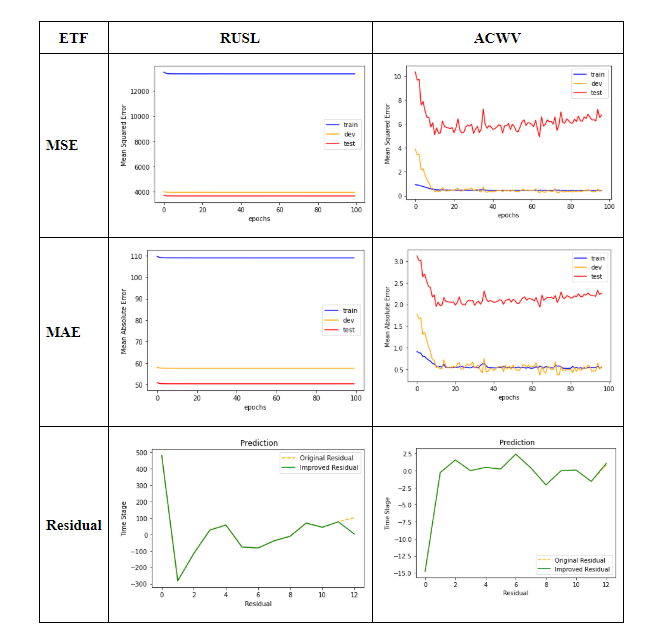 ETF RUSL ACWV
MSE
Mean Squared Error
12000
10000
8000
6000
4000
0 20 40 60 80 100
epochs
train
dev
test
Mean Squared Error
10
8
6
4
2
0
0 20 40 60 80 100
epochs
train
dev
test
MAE
Mean Absolute Error
110
100
90
80
70
60
50
0 20 40 60 80 100
epochs
train
dev
test
Mean Absolute Error
3.0
2.5
2.0
1.5
1.0
0.5
0 20 40 60 80 100
epochs
train
dev
test
Residual
Prediction
Time Stage
500
400
300
200
100
0
−100
−200
−300
0 2 4 6 8 10 12
Residual
Original Residual
Improved Residual
Prediction
Time Stage
2.5
0.0
−2.5
−5.0
−7.5
−10.0
−12.5
−15.0
0 2 4 6 8 10 12
Residual
Original Residual
Improved Residual